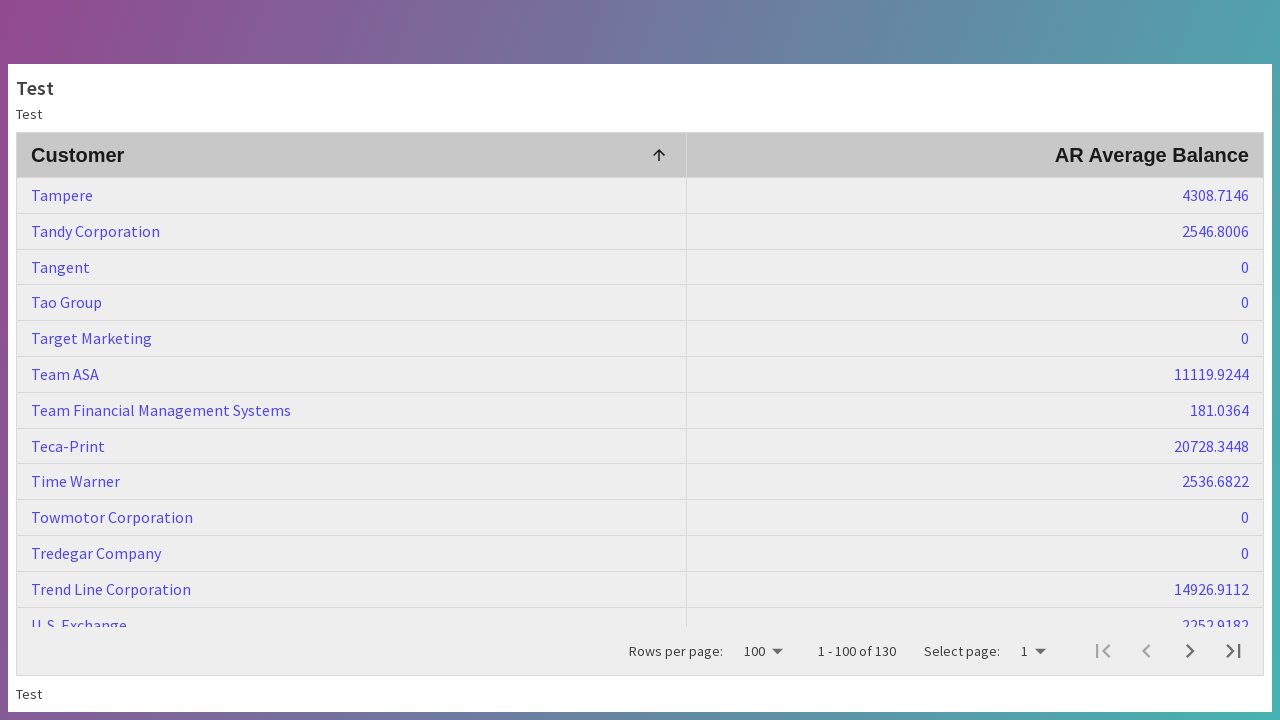 Test
Test
Customer AR Average Balance
Tampere 4308.7146
Tandy Corporation 2546.8006
Tangent 0
Tao Group 0
Target Marketing 0
Team ASA 11119.9244
Team Financial Management Systems 181.0364
Teca-Print 20728.3448
Time Warner 2536.6822
Towmotor Corporation 0
Tredegar Company 0
Trend Line Corporation 14926.9112
U.S. Exchange 2252.9182
Rows per page: 100 1 - 100 of 130 Select page: 1
Test